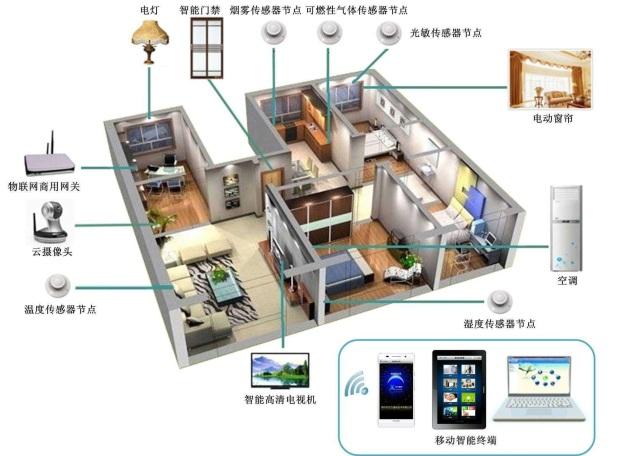 电灯
智能门禁
烟雾传感器节点
可燃性气体传感器节点
光敏传感器节点
电动窗帘
物联网商用网关
云摄像头
空调
温度传感器节点
湿度传感器节点
智能高清电视机
移动智能终端